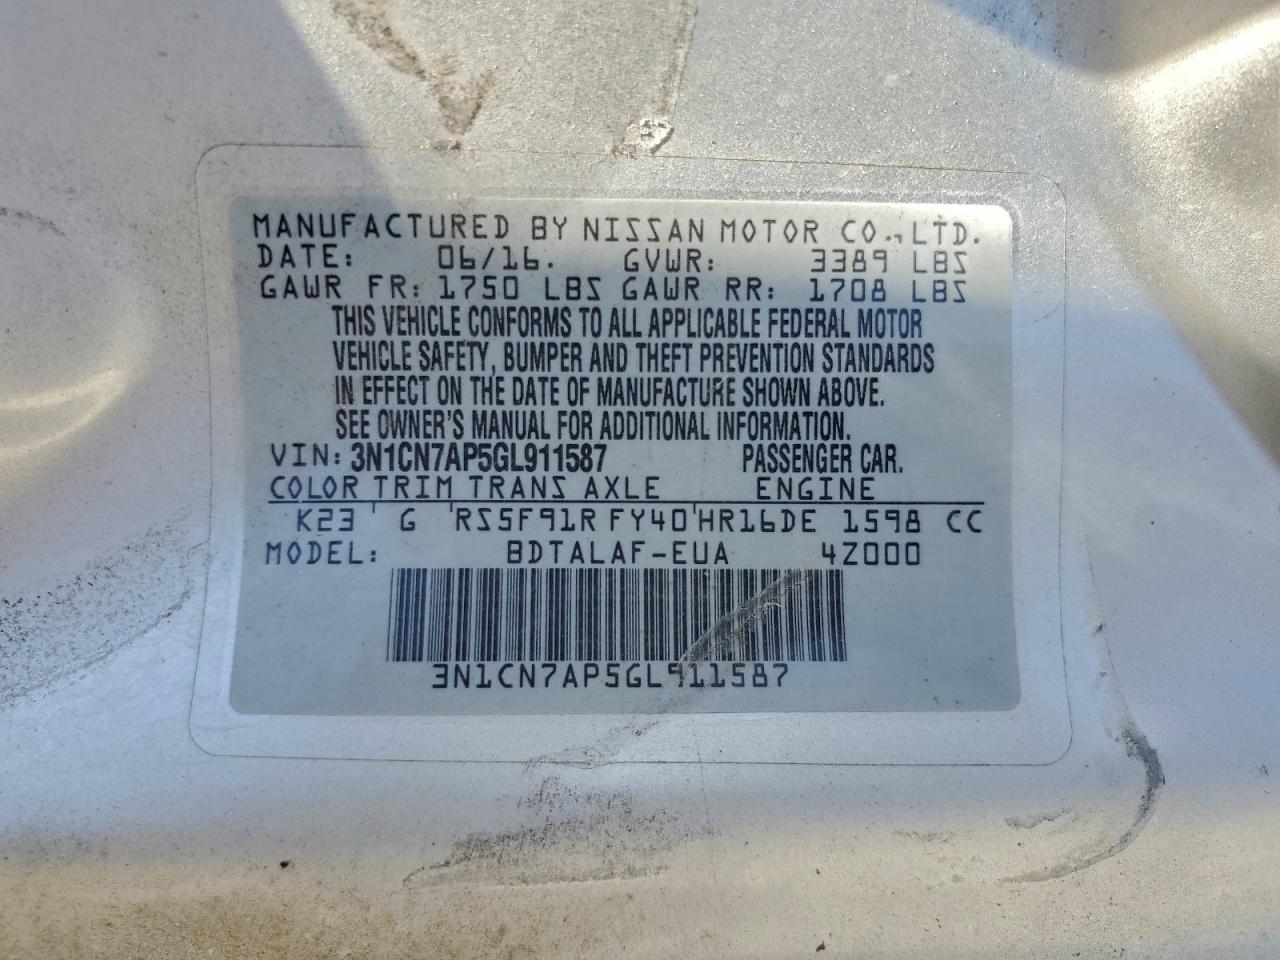 MANUFACTURED BY NISSAN MOTOR CO., LTD.
DATE: 06/16. GVWR: 3389 LBS
GAWR FR: 1750 LBS GAWR RR: 1708 LBS
THIS VEHICLE CONFORMS TO ALL APPLICABLE FEDERAL MOTOR
VEHICLE SAFETY, BUMPER AND THEFT PREVENTION STANDARDS
IN EFFECT ON THE DATE OF MANUFACTURE SHOWN ABOVE.
SEE OWNER'S MANUAL FOR ADDITIONAL INFORMATION.
VIN: 3N1CN7AP5GL911587 PASSENGER CAR.
COLOR TRIM TRANS AXLE ENGINE
K23 G RS5F91R FY40 HR16DE 1598 CC
MODEL: BDTALAF-EUA 4Z000
3N1CN7AP5GL911587